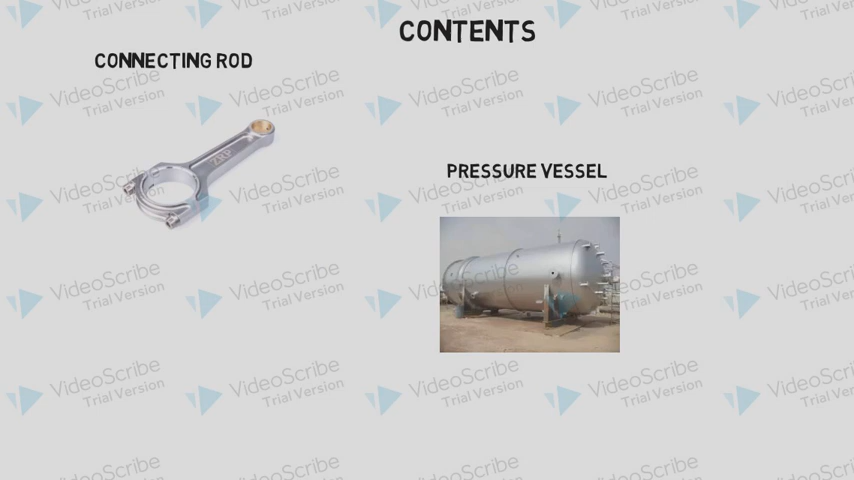 CONTENTS
CONNECTING ROD
PRESSURE VESSEL
VideoScribe
Trial Version